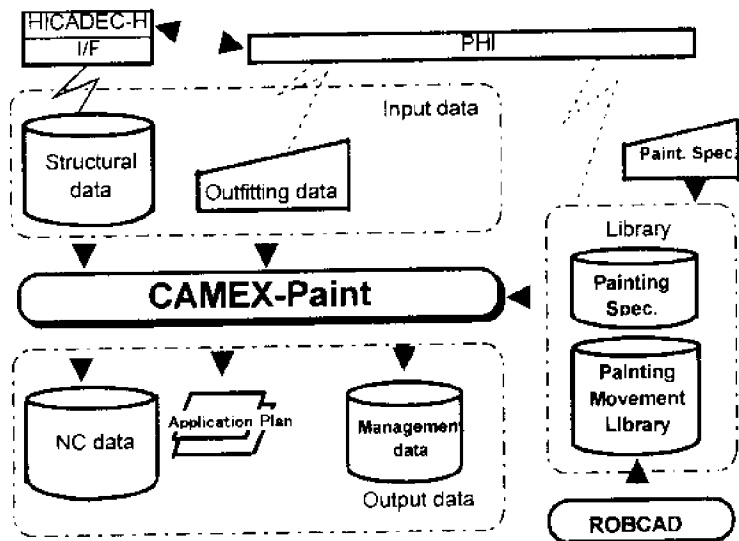 HICADEC-H
I/F
PHI
Input data
Structural
data
Outfitting data
Paint. Spec.
Library
Painting
Spec.
CAMEX-Paint
Painting
Movement
Library
NC data
Application Plan
Management
data
Output data
ROBCAD